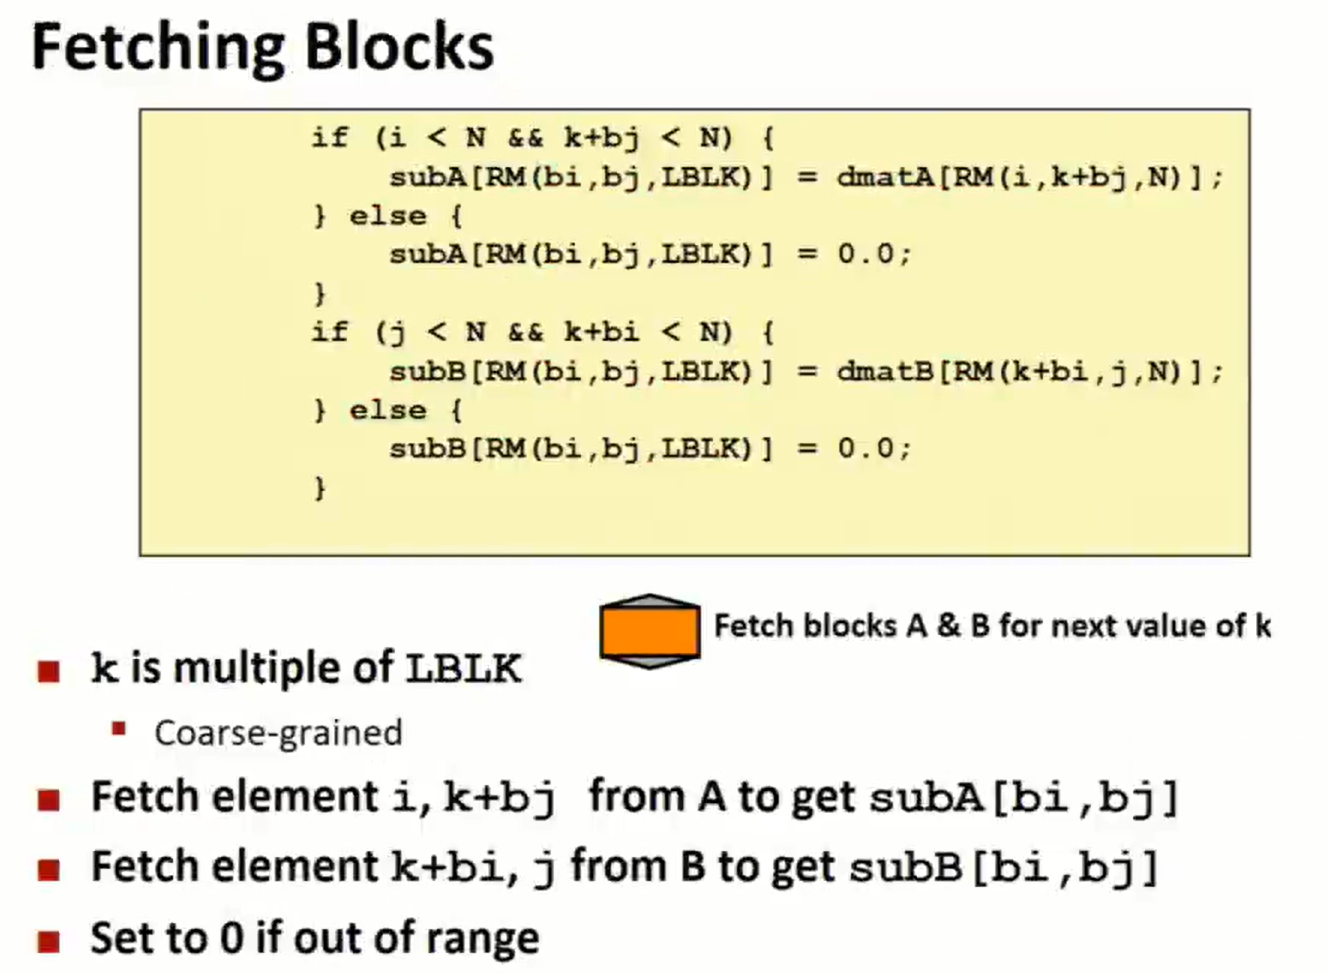 Fetching Blocks
if (i < N && k+bj < N) {
subA[RM(bi,bj,LBLK)] = dmatA[RM(i,k+bj,N)];
} else {
subA[RM(bi,bj,LBLK)] = 0.0;
}
if (j < N && k+bi < N) {
subB[RM(bi,bj,LBLK)] = dmatB[RM(k+bi,j,N)];
} else {
subB[RM(bi,bj,LBLK)] = 0.0;
}
Fetch blocks A & B for next value of k
k is multiple of LBLK
Coarse-grained
Fetch element i, k+bj from A to get subA[bi,bj]
Fetch element k+bi, j from B to get subB[bi,bj]
Set to 0 if out of range